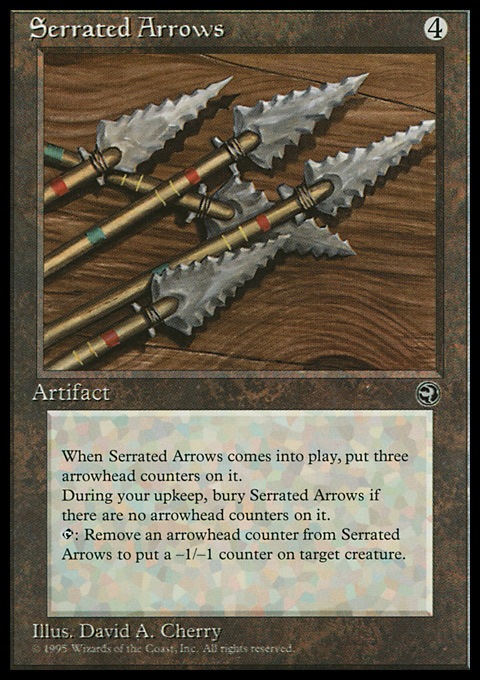 Serrated Arrows 4
Artifact
When Serrated Arrows comes into play, put three
arrowhead counters on it.
During your upkeep, bury Serrated Arrows if
there are no arrowhead counters on it.
: Remove an arrowhead counter from Serrated
Arrows to put a –1/–1 counter on target creature.
Illus. David A. Cherry
© 1995 Wizards of the Coast, Inc. All rights reserved.